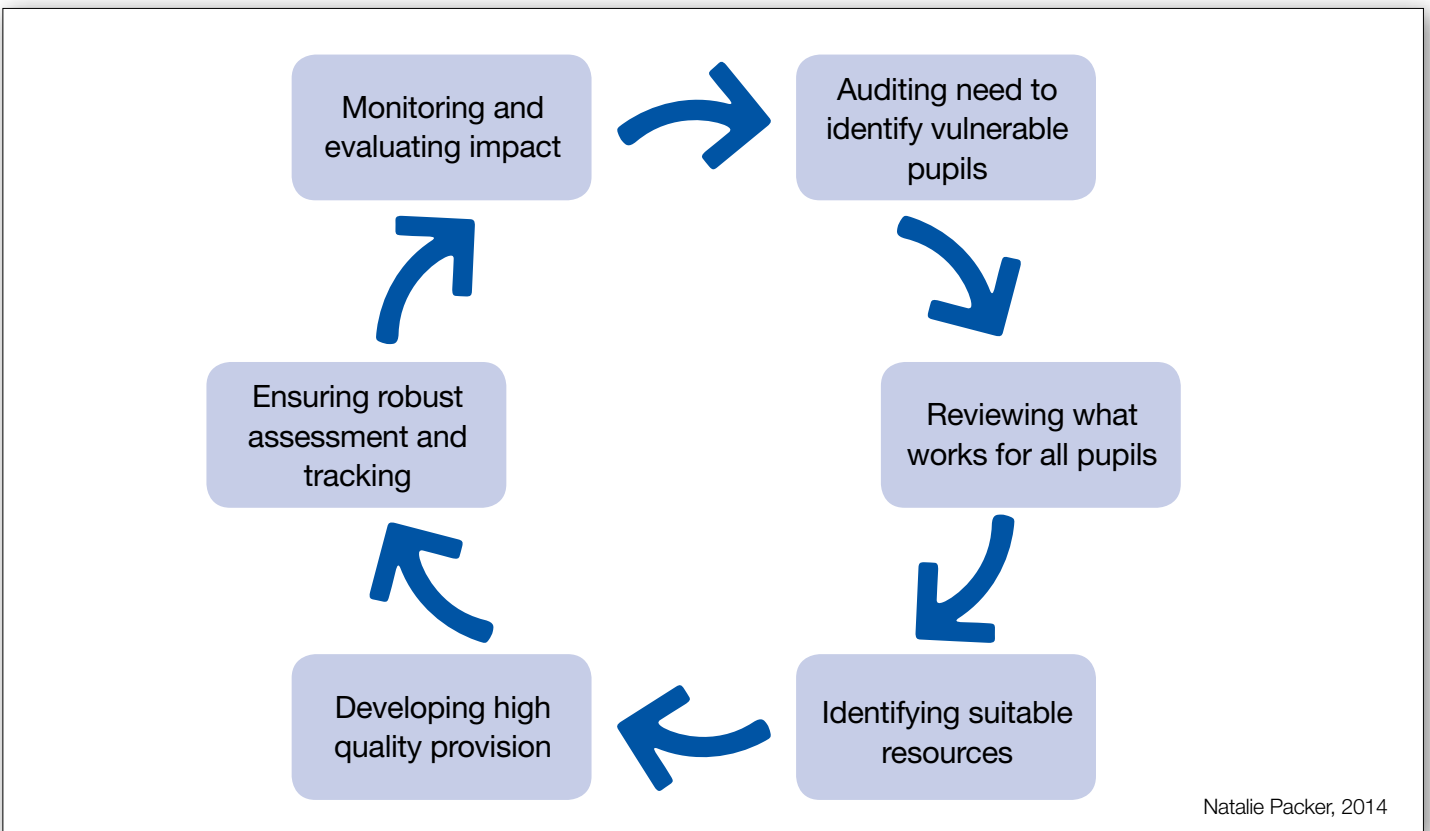 Monitoring and
evaluating impact
Auditing need to
identify vulnerable
pupils
Reviewing what
works for all pupils
Identifying suitable
resources
Developing high
quality provision
Ensuring robust
assessment and
tracking
Natalie Packer, 2014